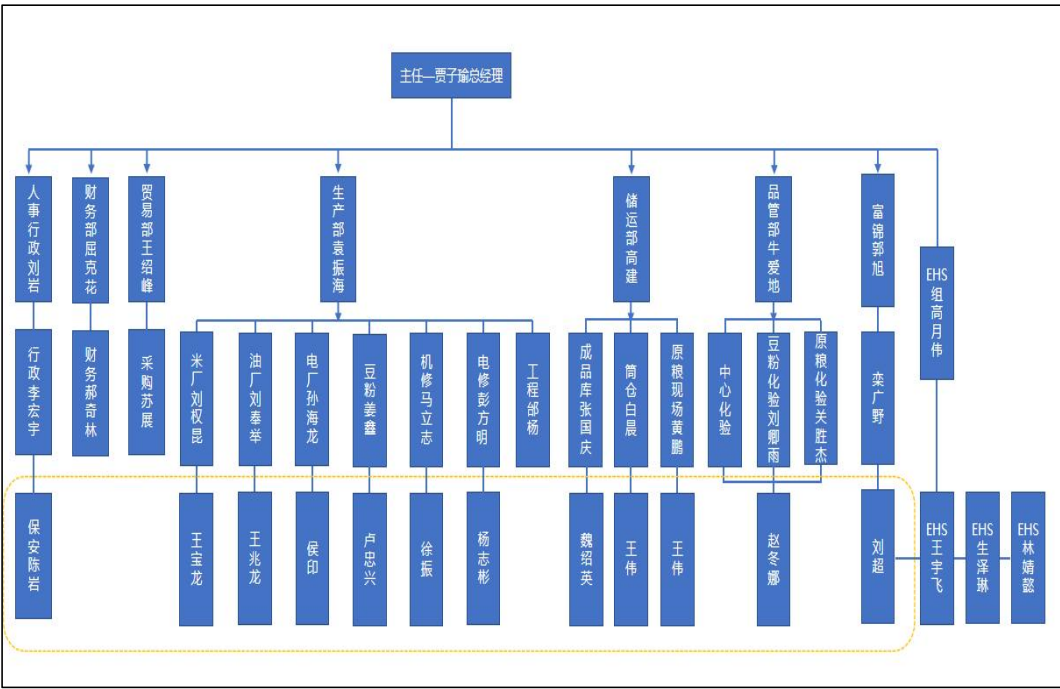 主任—贾子瑜总经理
人事行政刘岩
财务部屈克花
贸易部王绍峰
生产部袁振海
储运部高建
品管部牛爱地
富锦郭旭
EHS组高月伟
行政李宏宇
财务郝奇林
采购苏展
米厂刘权昆
油厂刘奉举
电厂孙海龙
豆粉姜鑫
机修马立志
电修彭方明
工程邰杨
成品库张国庆
筒仓白晨
原粮现场黄鹏
中心化验
豆粉化验刘卿雨
原粮化验关胜杰
栾广野
保安陈岩
王宝龙
王兆龙
侯印
卢忠兴
徐振
杨志彬
魏绍英
王伟
王伟
赵冬娜
刘超
EHS王宇飞
EHS生泽琳
EHS林婧懿